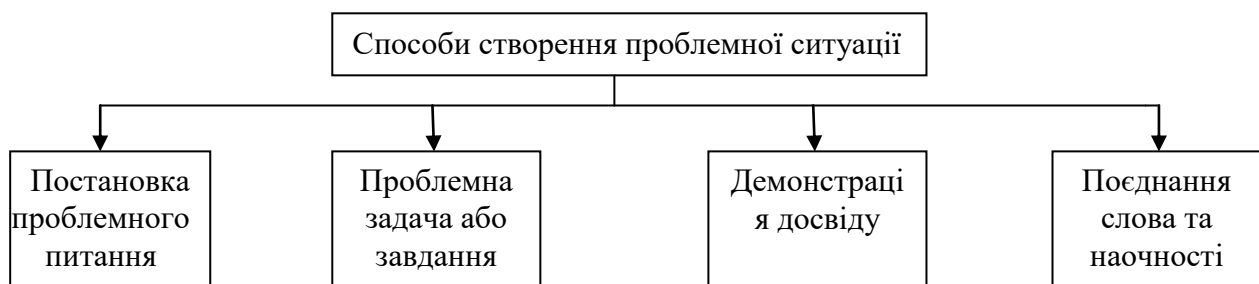 Способи створення проблемної ситуації
Постановка
проблемного
питання
Проблемна
задача або
завдання
Демонстраці
я досвіду
Поєднання
слова та
наочності